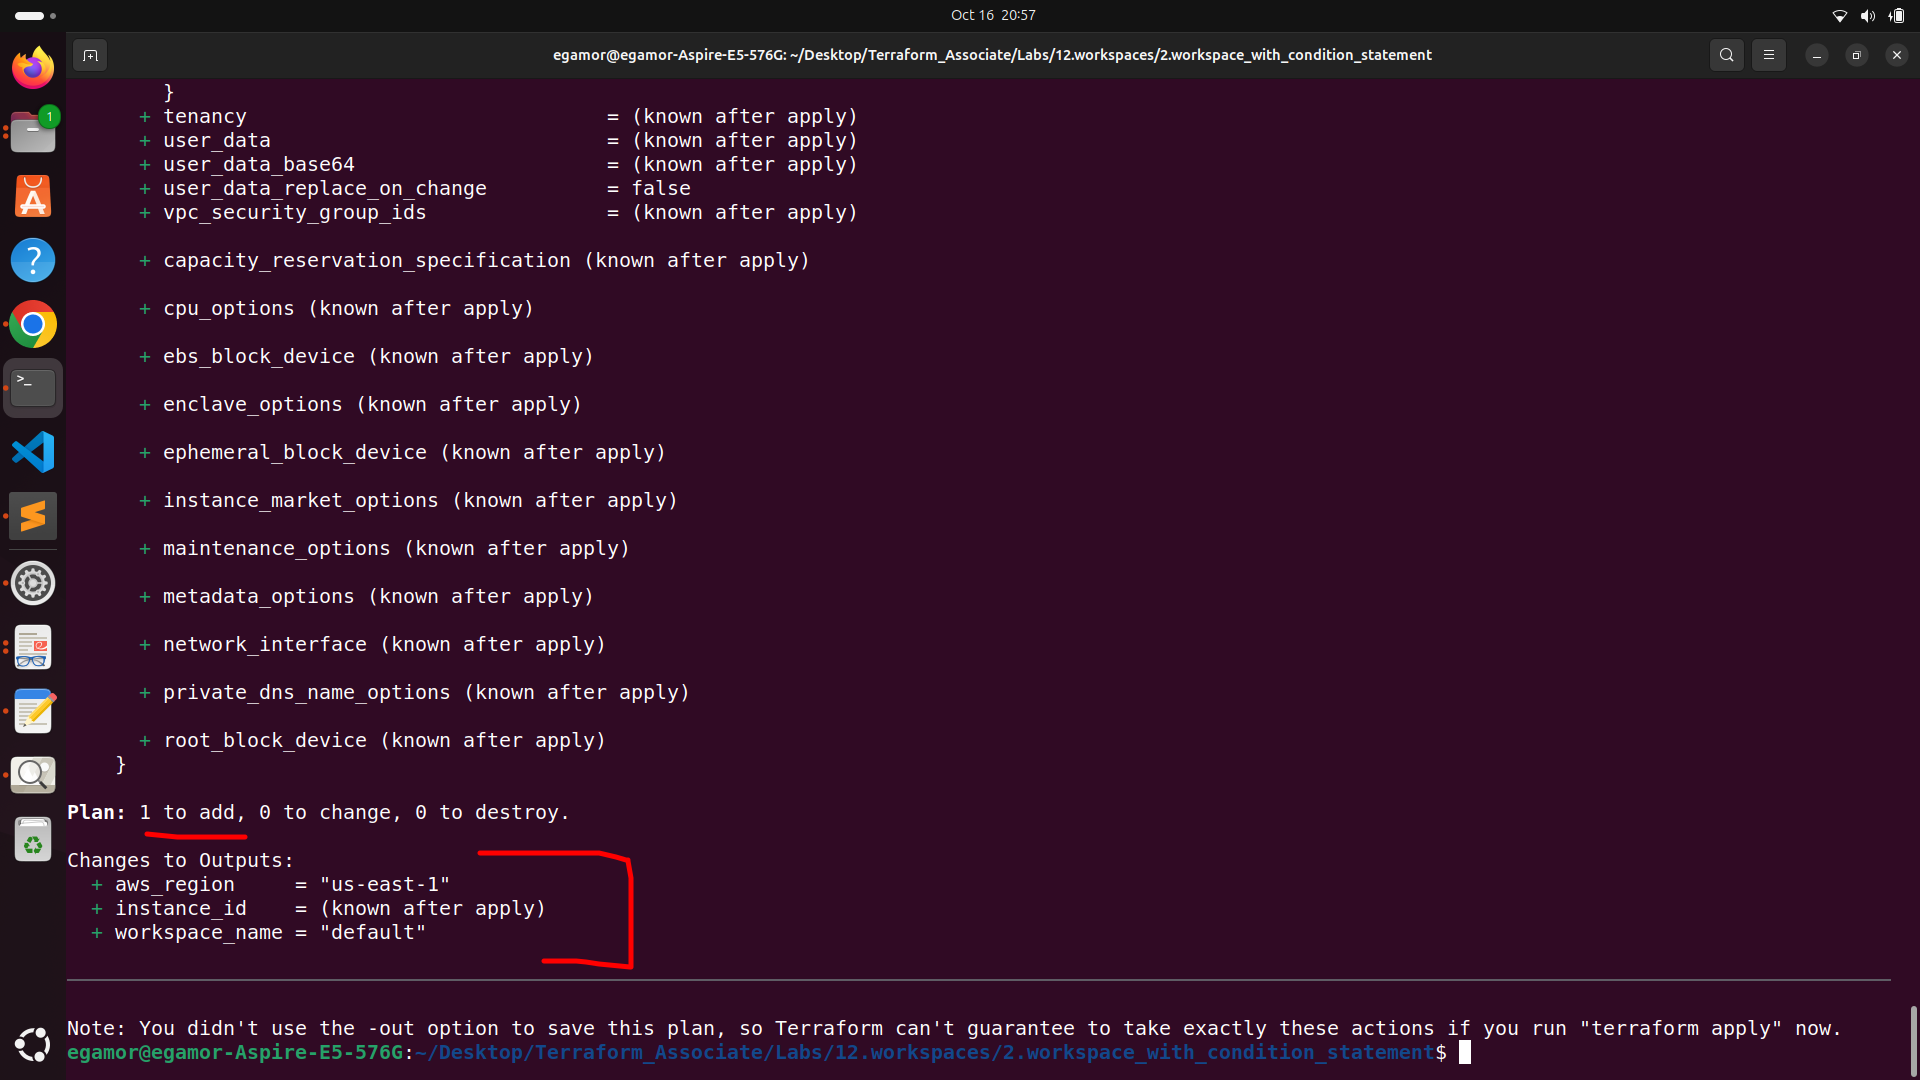 Oct 16 20:57
egamor@egamor-Aspire-E5-576G: ~/Desktop/Terraform_Associate/Labs/12.workspaces/2.workspace_with_condition_statement
1
}
+ tenancy = (known after apply)
+ user_data = (known after apply)
+ user_data_base64 = (known after apply)
+ user_data_replace_on_change = false
+ vpc_security_group_ids = (known after apply)
+ capacity_reservation_specification (known after apply)
+ cpu_options (known after apply)
+ ebs_block_device (known after apply)
+ enclave_options (known after apply)
+ ephemeral_block_device (known after apply)
+ instance_market_options (known after apply)
+ maintenance_options (known after apply)
+ metadata_options (known after apply)
+ network_interface (known after apply)
+ private_dns_name_options (known after apply)
+ root_block_device (known after apply)
}
Plan: 1 to add, 0 to change, 0 to destroy.
Changes to Outputs:
+ aws_region = "us-east-1"
+ instance_id = (known after apply)
+ workspace_name = "default"
Note: You didn't use the -out option to save this plan, so Terraform can't guarantee to take exactly these actions if you run "terraform apply" now.
egamor@egamor-Aspire-E5-576G:~/Desktop/Terraform_Associate/Labs/12.workspaces/2.workspace_with_condition_statement$